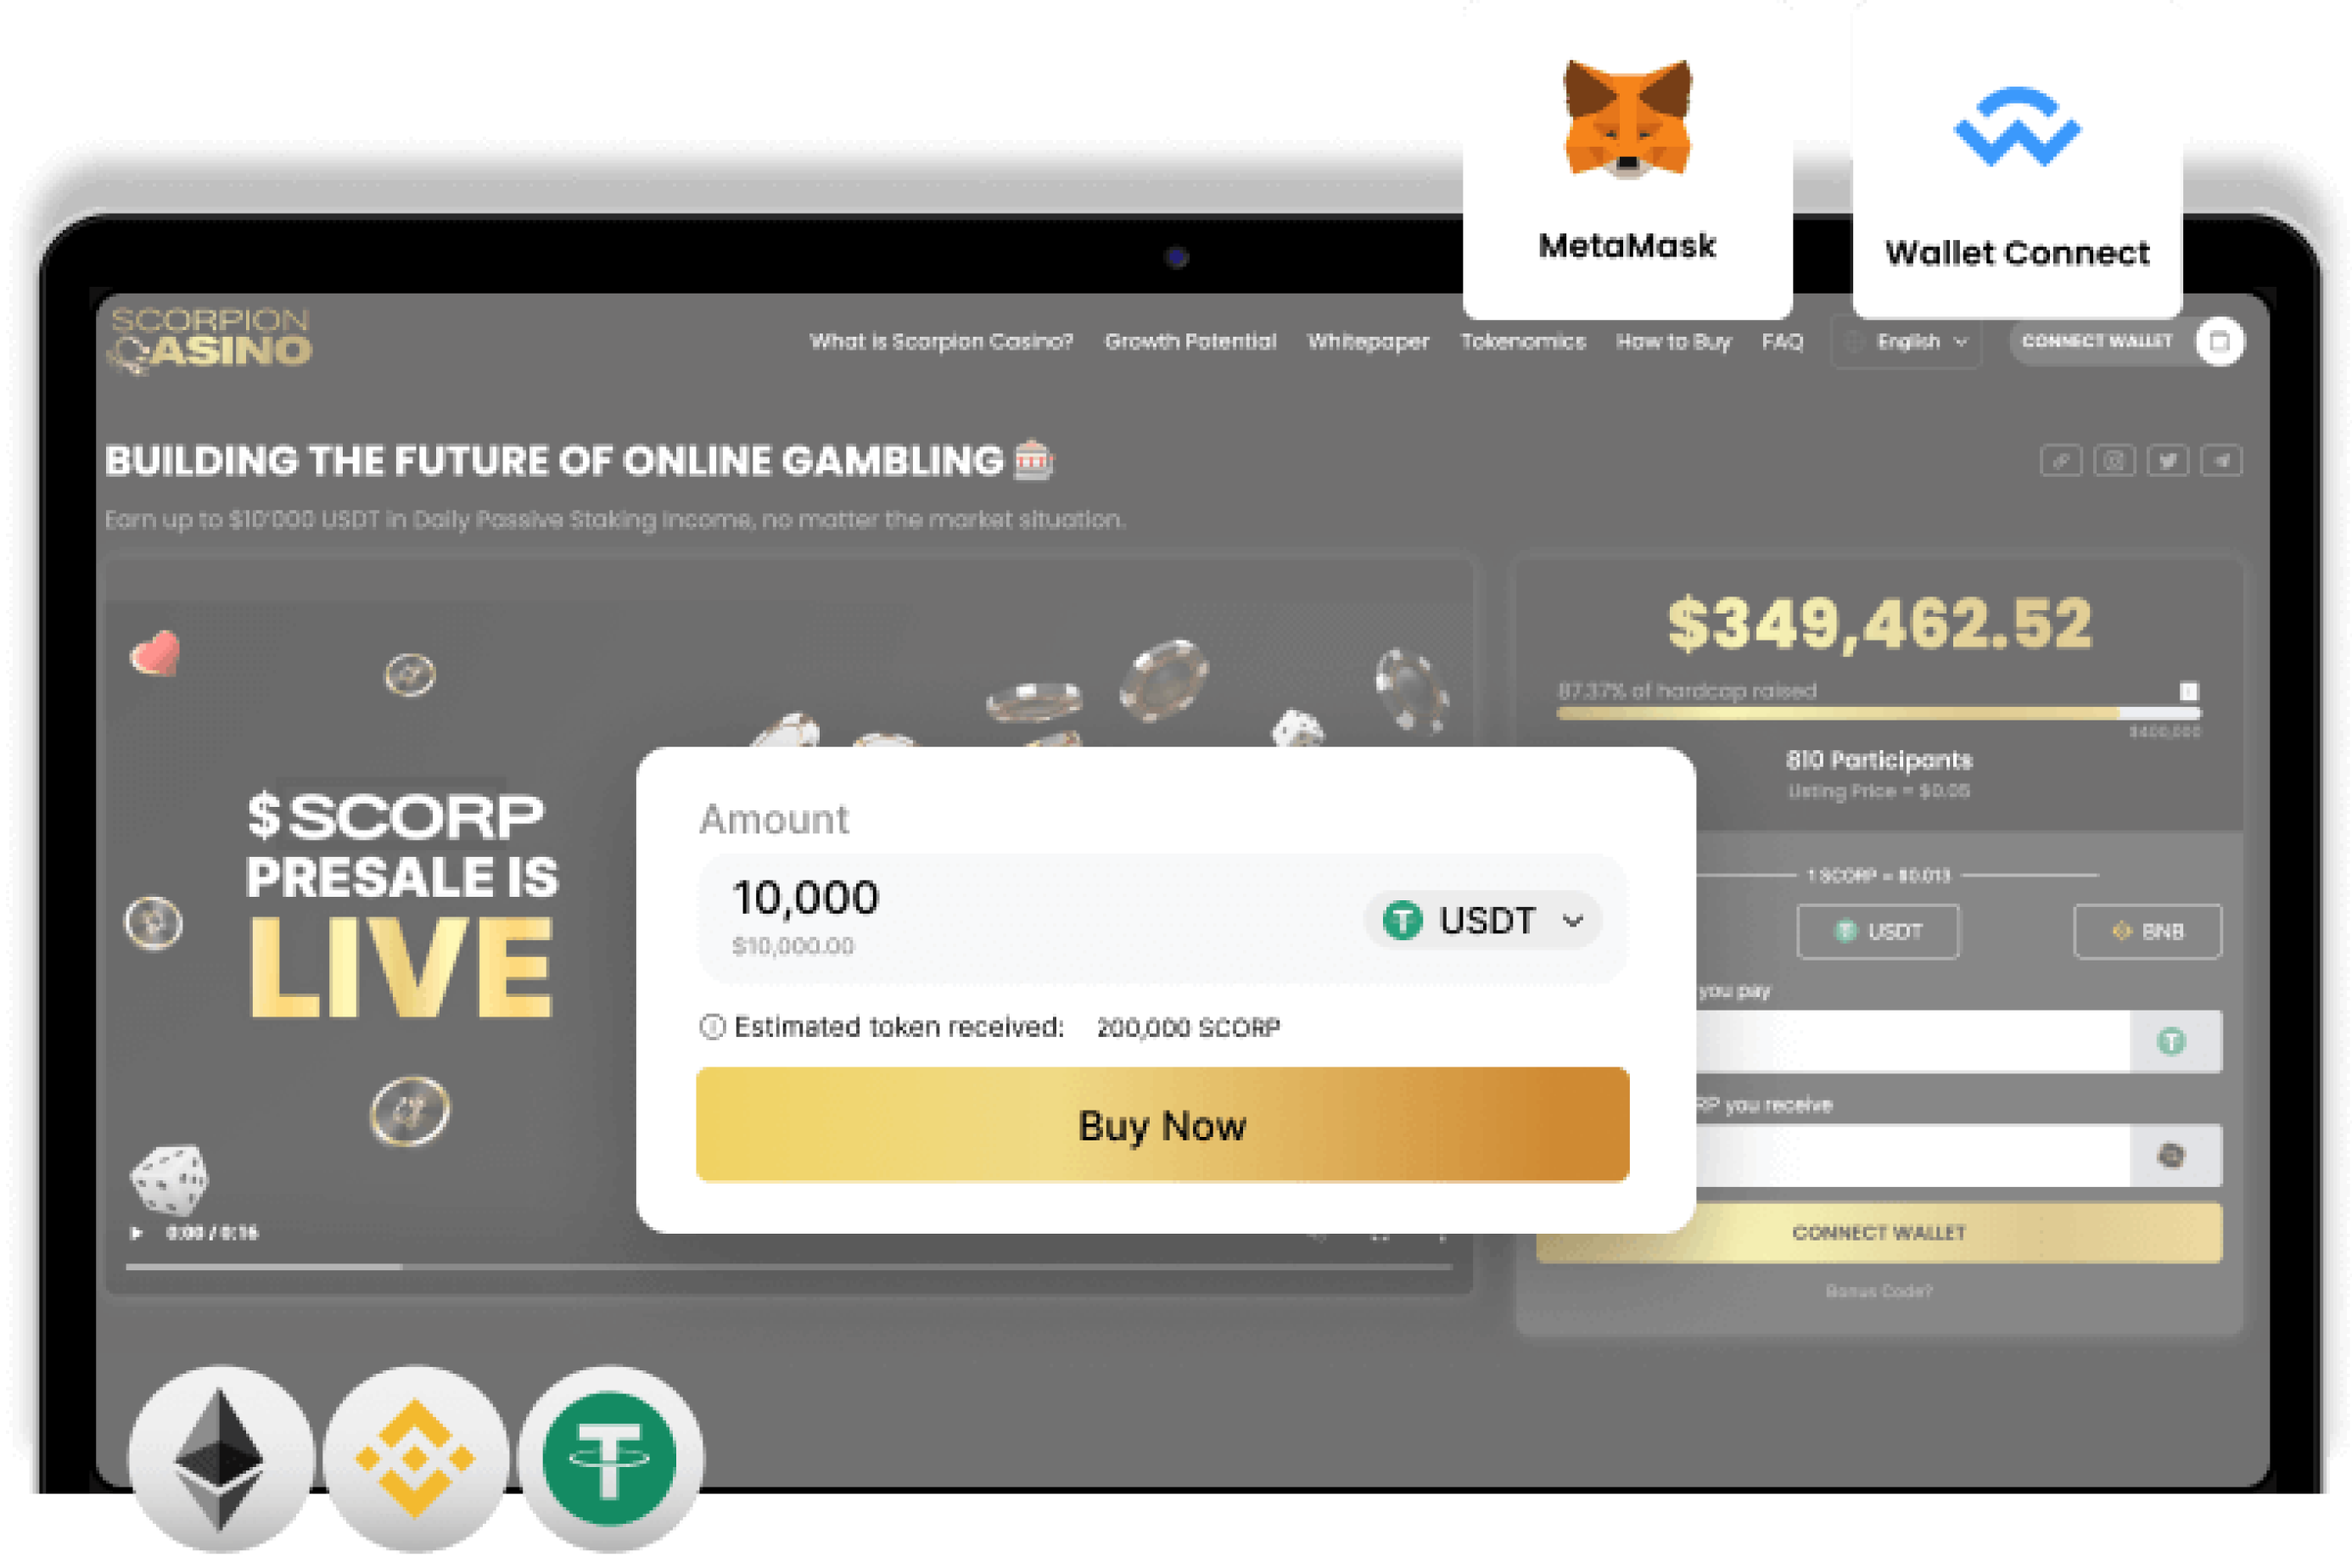 MetaMask
Wallet Connect
SCORPION
CASINO
What is Scorpion Casino? Growth Potential Whitepaper Tokenomics How to Buy FAQ English CONNECT WALLET
BUILDING THE FUTURE OF ONLINE GAMBLING
Earn up to $10'000 USDT in Daily Passive Staking Income, no matter the market situation.
$349,462.52
87.37% of hardcap raised
$400,000
810 Participants
Listing Price = $0.05
$SCORP
PRESALE IS
LIVE
0:00 / 0:16
Amount
10,000
$10,000.00
USDT
Estimated token received: 200,000 SCORP
Buy Now
1 SCORP = $0.013
USDT BNB
you pay
RP you receive
CONNECT WALLET
Bonus Code?